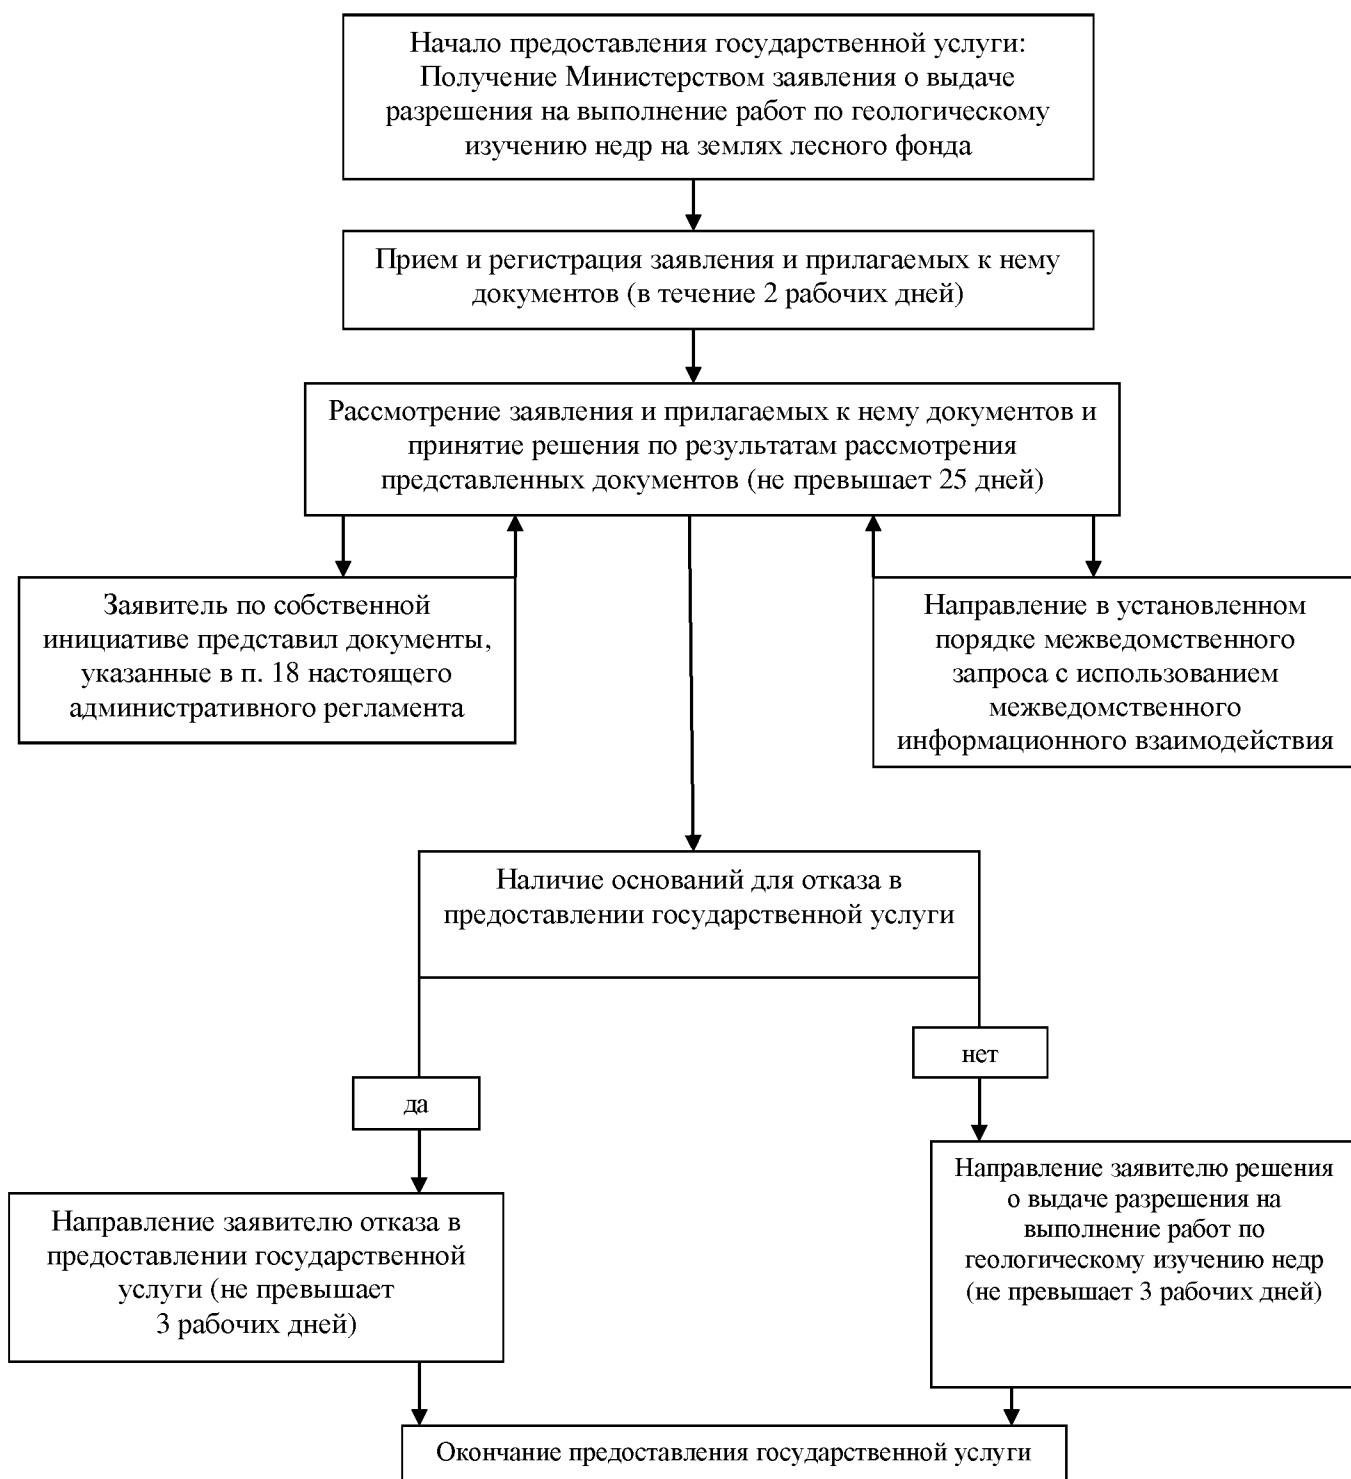 Начало предоставления государственной услуги:
Получение Министерством заявления о выдаче
разрешения на выполнение работ по геологическому
изучению недр на землях лесного фонда
Прием и регистрация заявления и прилагаемых к нему
документов (в течение 2 рабочих дней)
Рассмотрение заявления и прилагаемых к нему документов и
принятие решения по результатам рассмотрения
представленных документов (не превышает 25 дней)
Заявитель по собственной
инициативе представил документы,
указанные в п. 18 настоящего
административного регламента
Направление в установленном
порядке межведомственного
запроса с использованием
межведомственного
информационного взаимодействия
Наличие оснований для отказа в
предоставлении государственной услуги
нет
да
Направление заявителю решения
о выдаче разрешения на
выполнение работ по
геологическому изучению недр
(не превышает 3 рабочих дней)
Направление заявителю отказа в
предоставлении государственной
услуги (не превышает
3 рабочих дней)
Окончание предоставления государственной услуги